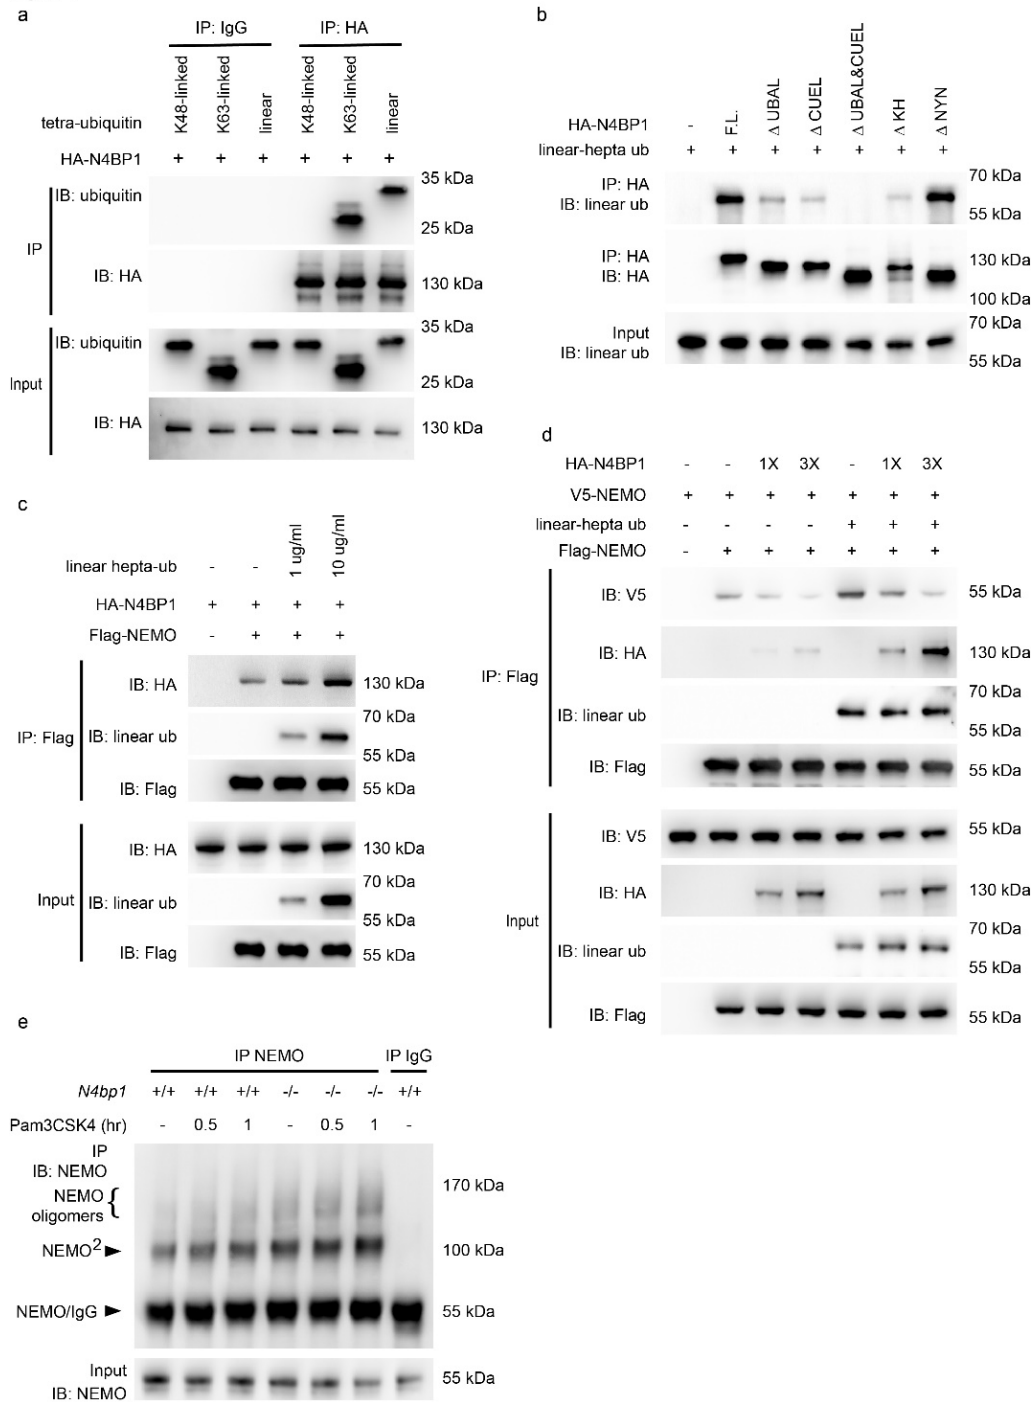 a
IP: IgG IP: HA
tetra-ubiquitin K48-linked K63-linked linear K48-linked K63-linked linear
HA-N4BP1 + + + + + +
IP
IB: ubiquitin 35 kDa
25 kDa
IB: HA 130 kDa
Input
IB: ubiquitin 35 kDa
25 kDa
IB: HA 130 kDa
b
HA-N4BP1 - F.L. Δ UBAL Δ CUEL Δ UBAL&CUEL Δ KH Δ NYN
linear-hepta ub + + + + + + +
IP: HA 70 kDa
IB: linear ub 55 kDa
IP: HA 130 kDa
IB: HA 100 kDa
Input 70 kDa
IB: linear ub 55 kDa
c
linear hepta-ub - - 1 ug/ml 10 ug/ml
HA-N4BP1 + + + +
Flag-NEMO - + + +
IP: Flag
IB: HA 130 kDa
70 kDa
IB: linear ub
55 kDa
IB: Flag 55 kDa
Input
IB: HA 130 kDa
70 kDa
IB: linear ub
55 kDa
IB: Flag 55 kDa
d
HA-N4BP1 - - 1X 3X - 1X 3X
V5-NEMO + + + + + + +
linear-hepta ub - - - - + + +
Flag-NEMO - + + + + + +
IP: Flag
IB: V5 55 kDa
IB: HA 130 kDa
70 kDa
IB: linear ub
55 kDa
IB: Flag 55 kDa
Input
IB: V5 55 kDa
IB: HA 130 kDa
70 kDa
IB: linear ub
55 kDa
IB: Flag 55 kDa
e
IP NEMO IP IgG
N4bp1 +/+ +/+ +/+ -/- -/- -/- +/+
Pam3CSK4 (hr) - 0.5 1 - 0.5 1 -
IP
IB: NEMO
170 kDa
NEMO
oligomers {
NEMO² ► 100 kDa
NEMO/IgG ► 55 kDa
Input 55 kDa
IB: NEMO